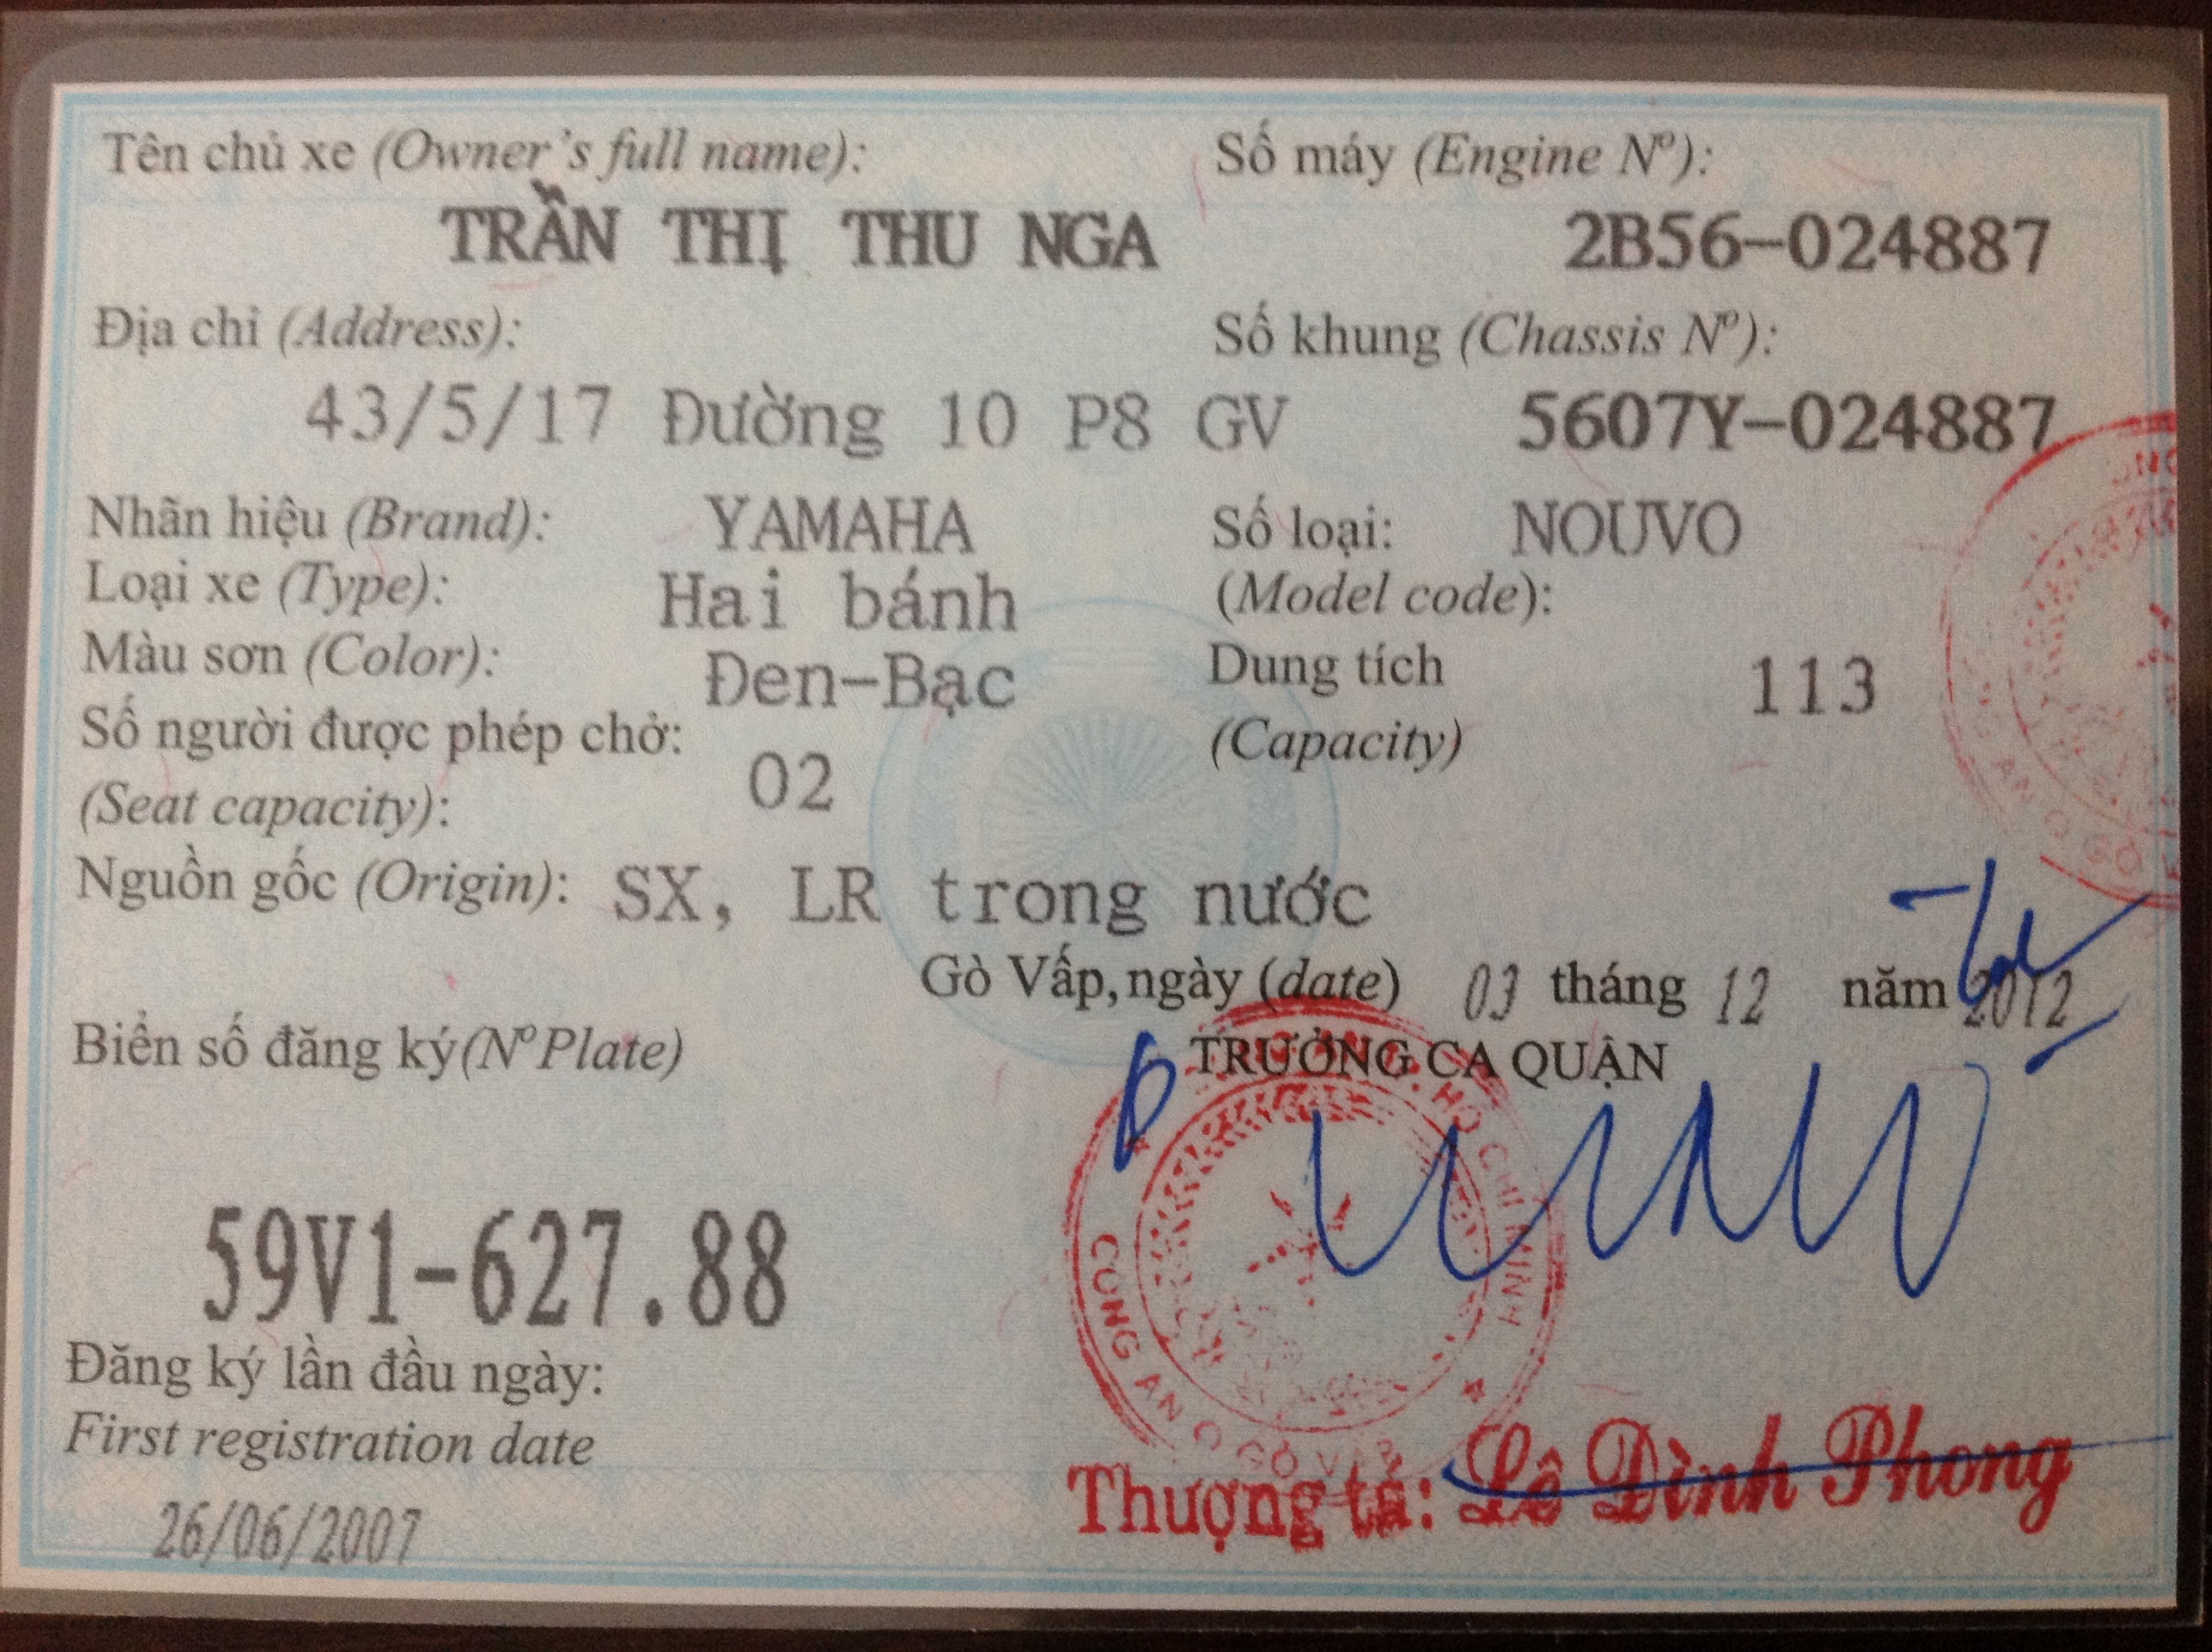 Tên chủ xe (Owner's full name):
TRẦN THỊ THU NGA
Số máy (Engine Nº):
2B56-024887
Địa chỉ (Address):
43/5/17 Đường 10 P8 GV
Số khung (Chassis Nº):
5607Y-024887
Nhãn hiệu (Brand): YAMAHA
Số loại: NOUVO
(Model code):
Loại xe (Type): Hai bánh
Màu sơn (Color): Đen-Bạc
Dung tích 113
(Capacity)
Số người được phép chở: 02
(Seat capacity):
Nguồn gốc (Origin): SX, LR trong nước
Gò Vấp, ngày (date) 03 tháng 12 năm 2012
TRƯỞNG CA QUẬN
Biển số đăng ký (Nº Plate)
59V1-627.88
Đăng ký lần đầu ngày:
First registration date
26/06/2007
HỒ CHÍ MINH
CÔNG AN Q GÒ VẤP
Thượng tá: Lê Đình Phong